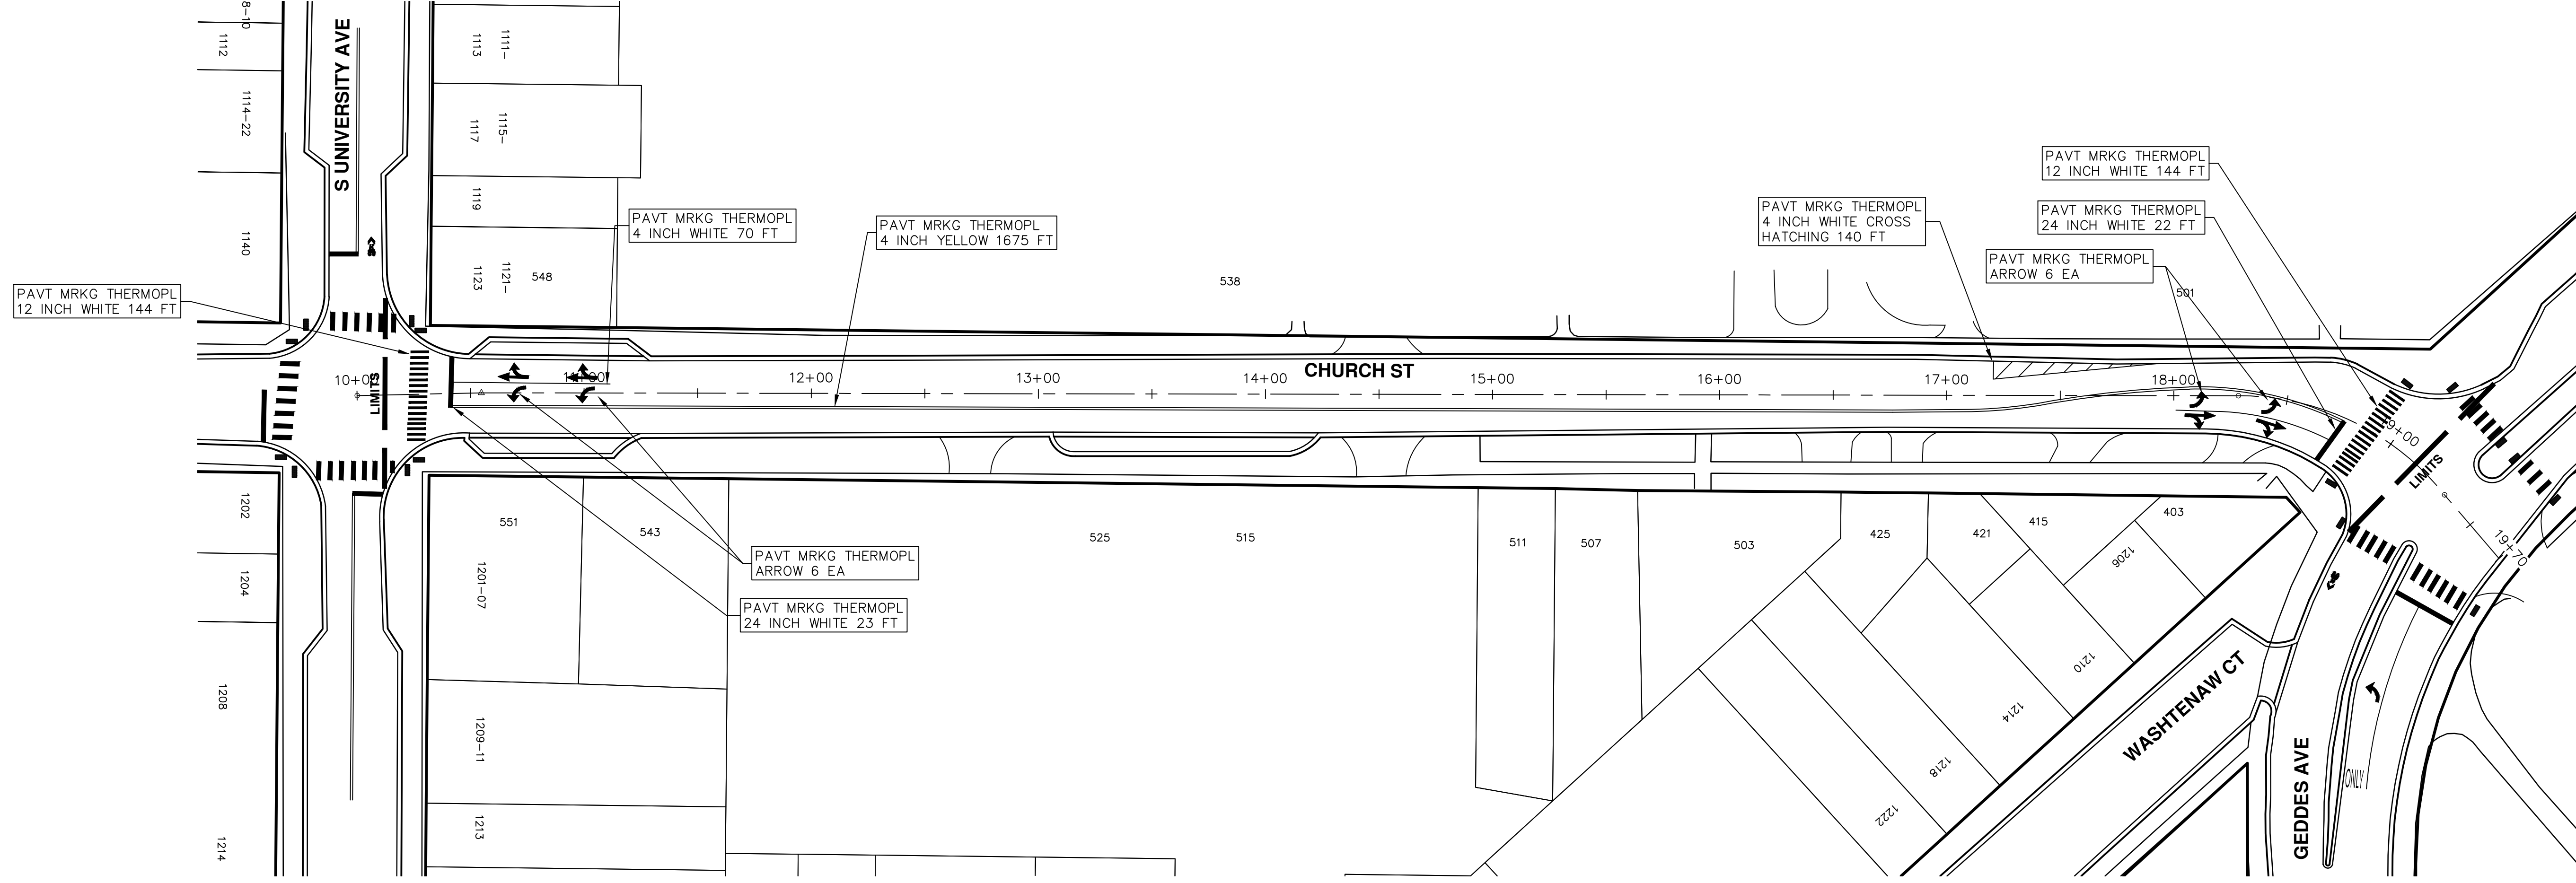 8-10
1112
1114-22
1140
S UNIVERSITY AVE
1113
1111-
1117
1115-
1119
1123
1121-
548
PAVT MRKG THERMOPL
12 INCH WHITE 144 FT
PAVT MRKG THERMOPL
4 INCH WHITE 70 FT
PAVT MRKG THERMOPL
4 INCH YELLOW 1675 FT
538
PAVT MRKG THERMOPL
4 INCH WHITE CROSS
HATCHING 140 FT
PAVT MRKG THERMOPL
12 INCH WHITE 144 FT
PAVT MRKG THERMOPL
24 INCH WHITE 22 FT
PAVT MRKG THERMOPL
ARROW 6 EA
501
10+00
LIMITS
11+00
12+00
13+00
14+00
CHURCH ST
15+00
16+00
17+00
18+00
19+00
LIMITS
19+70
1202
1204
1208
1214
551
543
1201-07
1209-11
1213
PAVT MRKG THERMOPL
ARROW 6 EA
PAVT MRKG THERMOPL
24 INCH WHITE 23 FT
525
515
511
507
503
425
421
415
403
1206
1210
1214
1218
1222
WASHTENAW CT
GEDDES AVE
ONLY